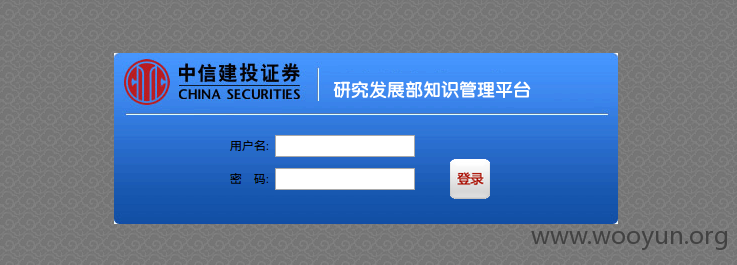 中信建投证券
CHINA SECURITIES
研究发展部知识管理平台
用户名:
密 码:
登录
www.wooyun.org